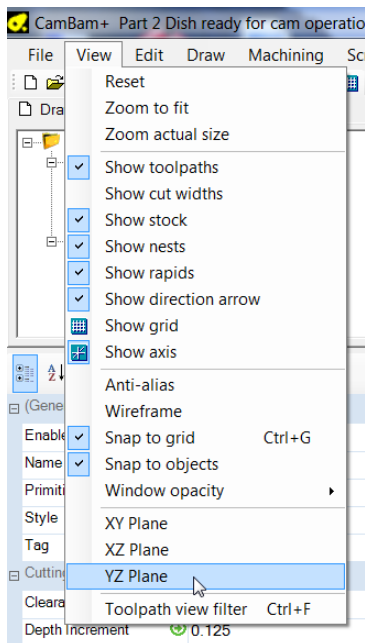 CamBam+ Part 2 Dish ready for cam operatio
File View Edit Draw Machining Sc
Dra
Reset
Zoom to fit
Zoom actual size
Show toolpaths
Show cut widths
Show stock
Show nests
Show rapids
Show direction arrow
Show grid
Show axis
Anti-alias
Wireframe
Snap to grid Ctrl+G
Snap to objects
Window opacity
XY Plane
XZ Plane
YZ Plane
Toolpath view filter Ctrl+F
A
Z
(Gene
Enable
Name
Primiti
Style
Tag
Cutting
Cleara
Depth Increment 0.125